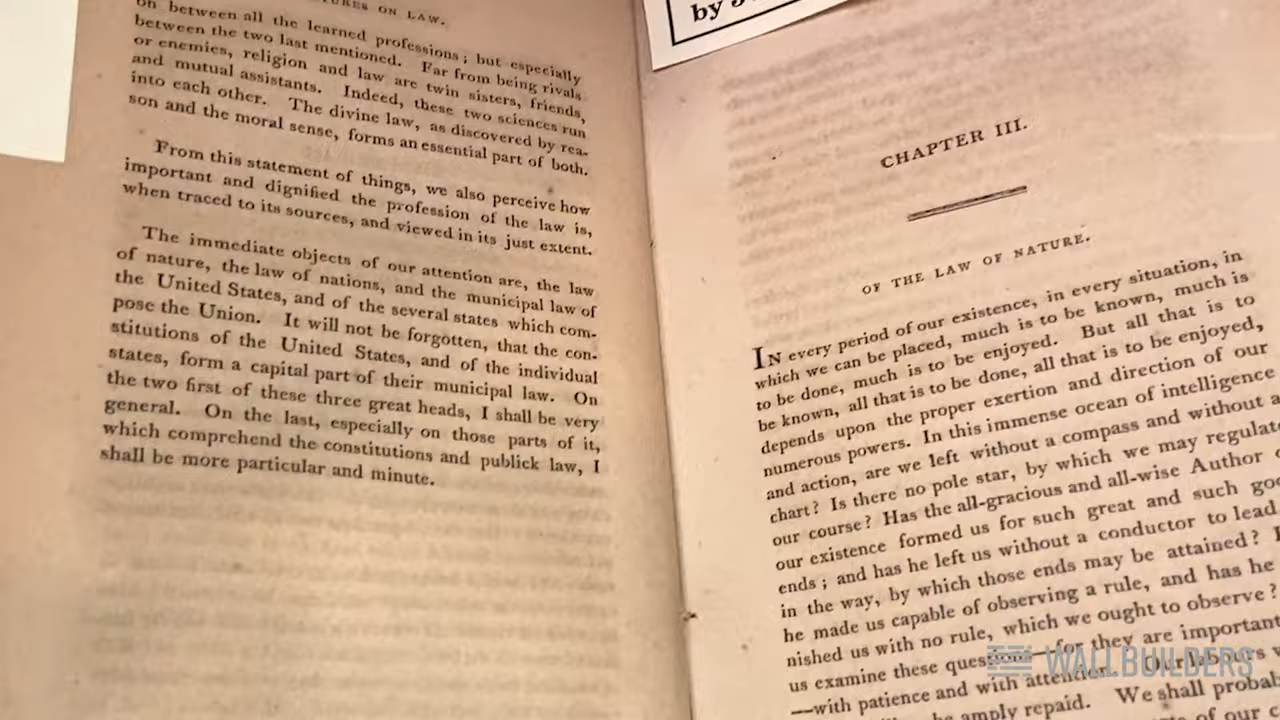 TURES ON LAW.
on between all the learned professions; but especially
between the two last mentioned. Far from being rivals
or enemies, religion and law are twin sisters, friends,
and mutual assistants. Indeed, these two sciences run
into each other. The divine law, as discovered by rea-
son and the moral sense, forms an essential part of both.
From this statement of things, we also perceive how
important and dignified the profession of the law is,
when traced to its sources, and viewed in its just extent.
The immediate objects of our attention are, the law
of nature, the law of nations, and the municipal law of
the United States, and of the several states which com-
pose the Union. It will not be forgotten, that the con-
stitutions of the United States, and of the individual
states, form a capital part of their municipal law. On
the two first of these three great heads, I shall be very
general. On the last, especially on those parts of it,
which comprehend the constitutions and publick law, I
shall be more particular and minute.
by
CHAPTER III.
OF THE LAW OF NATURE.
IN every period of our existence, in every situation, in
which we can be placed, much is to be known, much is
to be done, much is to be enjoyed. But all that is to
be known, all that is to be done, all that is to be enjoyed,
depends upon the proper exertion and direction of our
numerous powers. In this immense ocean of intelligence
and action, are we left without a compass and without a
chart? Is there no pole star, by which we may regulate
our course? Has the all-gracious and all-wise Author
our existence formed us for such great and such
ends; and has he left us without a conductor to lead
in the way, by which those ends may be attained?
he made us capable of observing a rule, and has he
nished us with no rule, which we ought to observe?
us examine these questions—for they are important
—with patience and with attention. Our labours
be amply repaid. We shall
of our
WALLBUILDERS